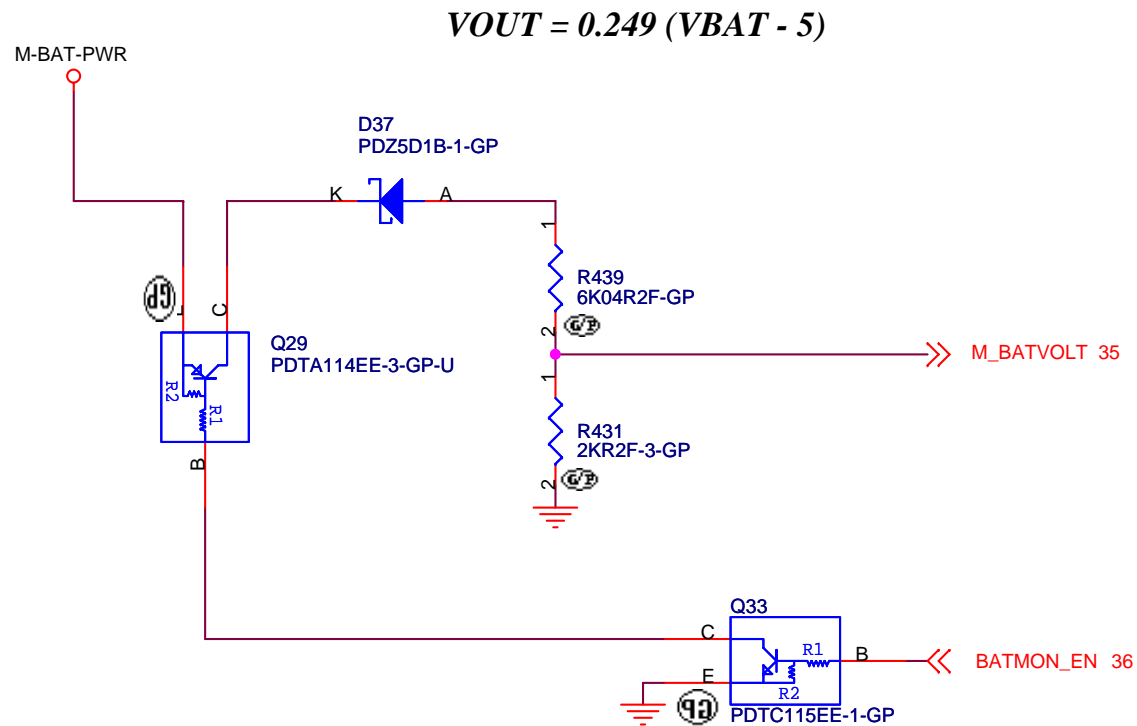 VOUT = 0.249 (VBAT - 5)
M-BAT-PWR
D37
PDZ5D1B-1-GP
K
A
1
R439
6K04R2F-GP
2
G/P
GP
C
Q29
PDTA114EE-3-GP-U
R2
R1
B
M_BATVOLT 35
1
R431
2KR2F-3-GP
2
G/P
Q33
C
R1
B
BATMON_EN 36
E
R2
GP
PDTC115EE-1-GP